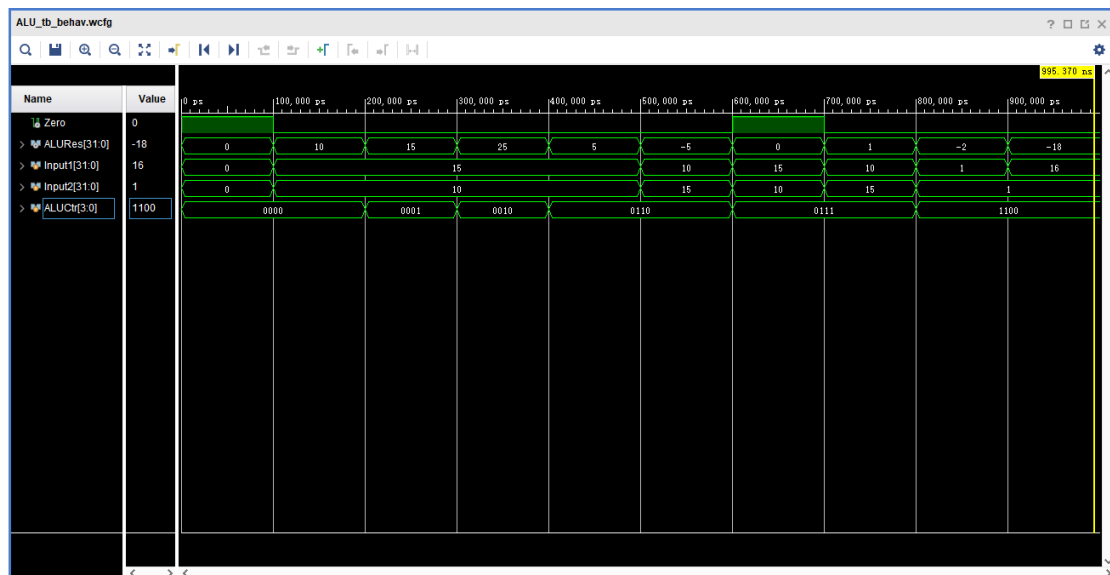 ALU_tb_behav.wcfg
995.370 ns
Name Value 0 ps 100,000 ps 200,000 ps 300,000 ps 400,000 ps 500,000 ps 600,000 ps 700,000 ps 800,000 ps 900,000 ps
Zero 0
ALURes[31:0] -18 0 10 15 25 5 -5 0 1 -2 -18
Input1[31:0] 16 0 15 10 15 10 1 16
Input2[31:0] 1 0 10 15 10 15 1
ALUCtr[3:0] 1100 0000 0001 0010 0110 0111 1100